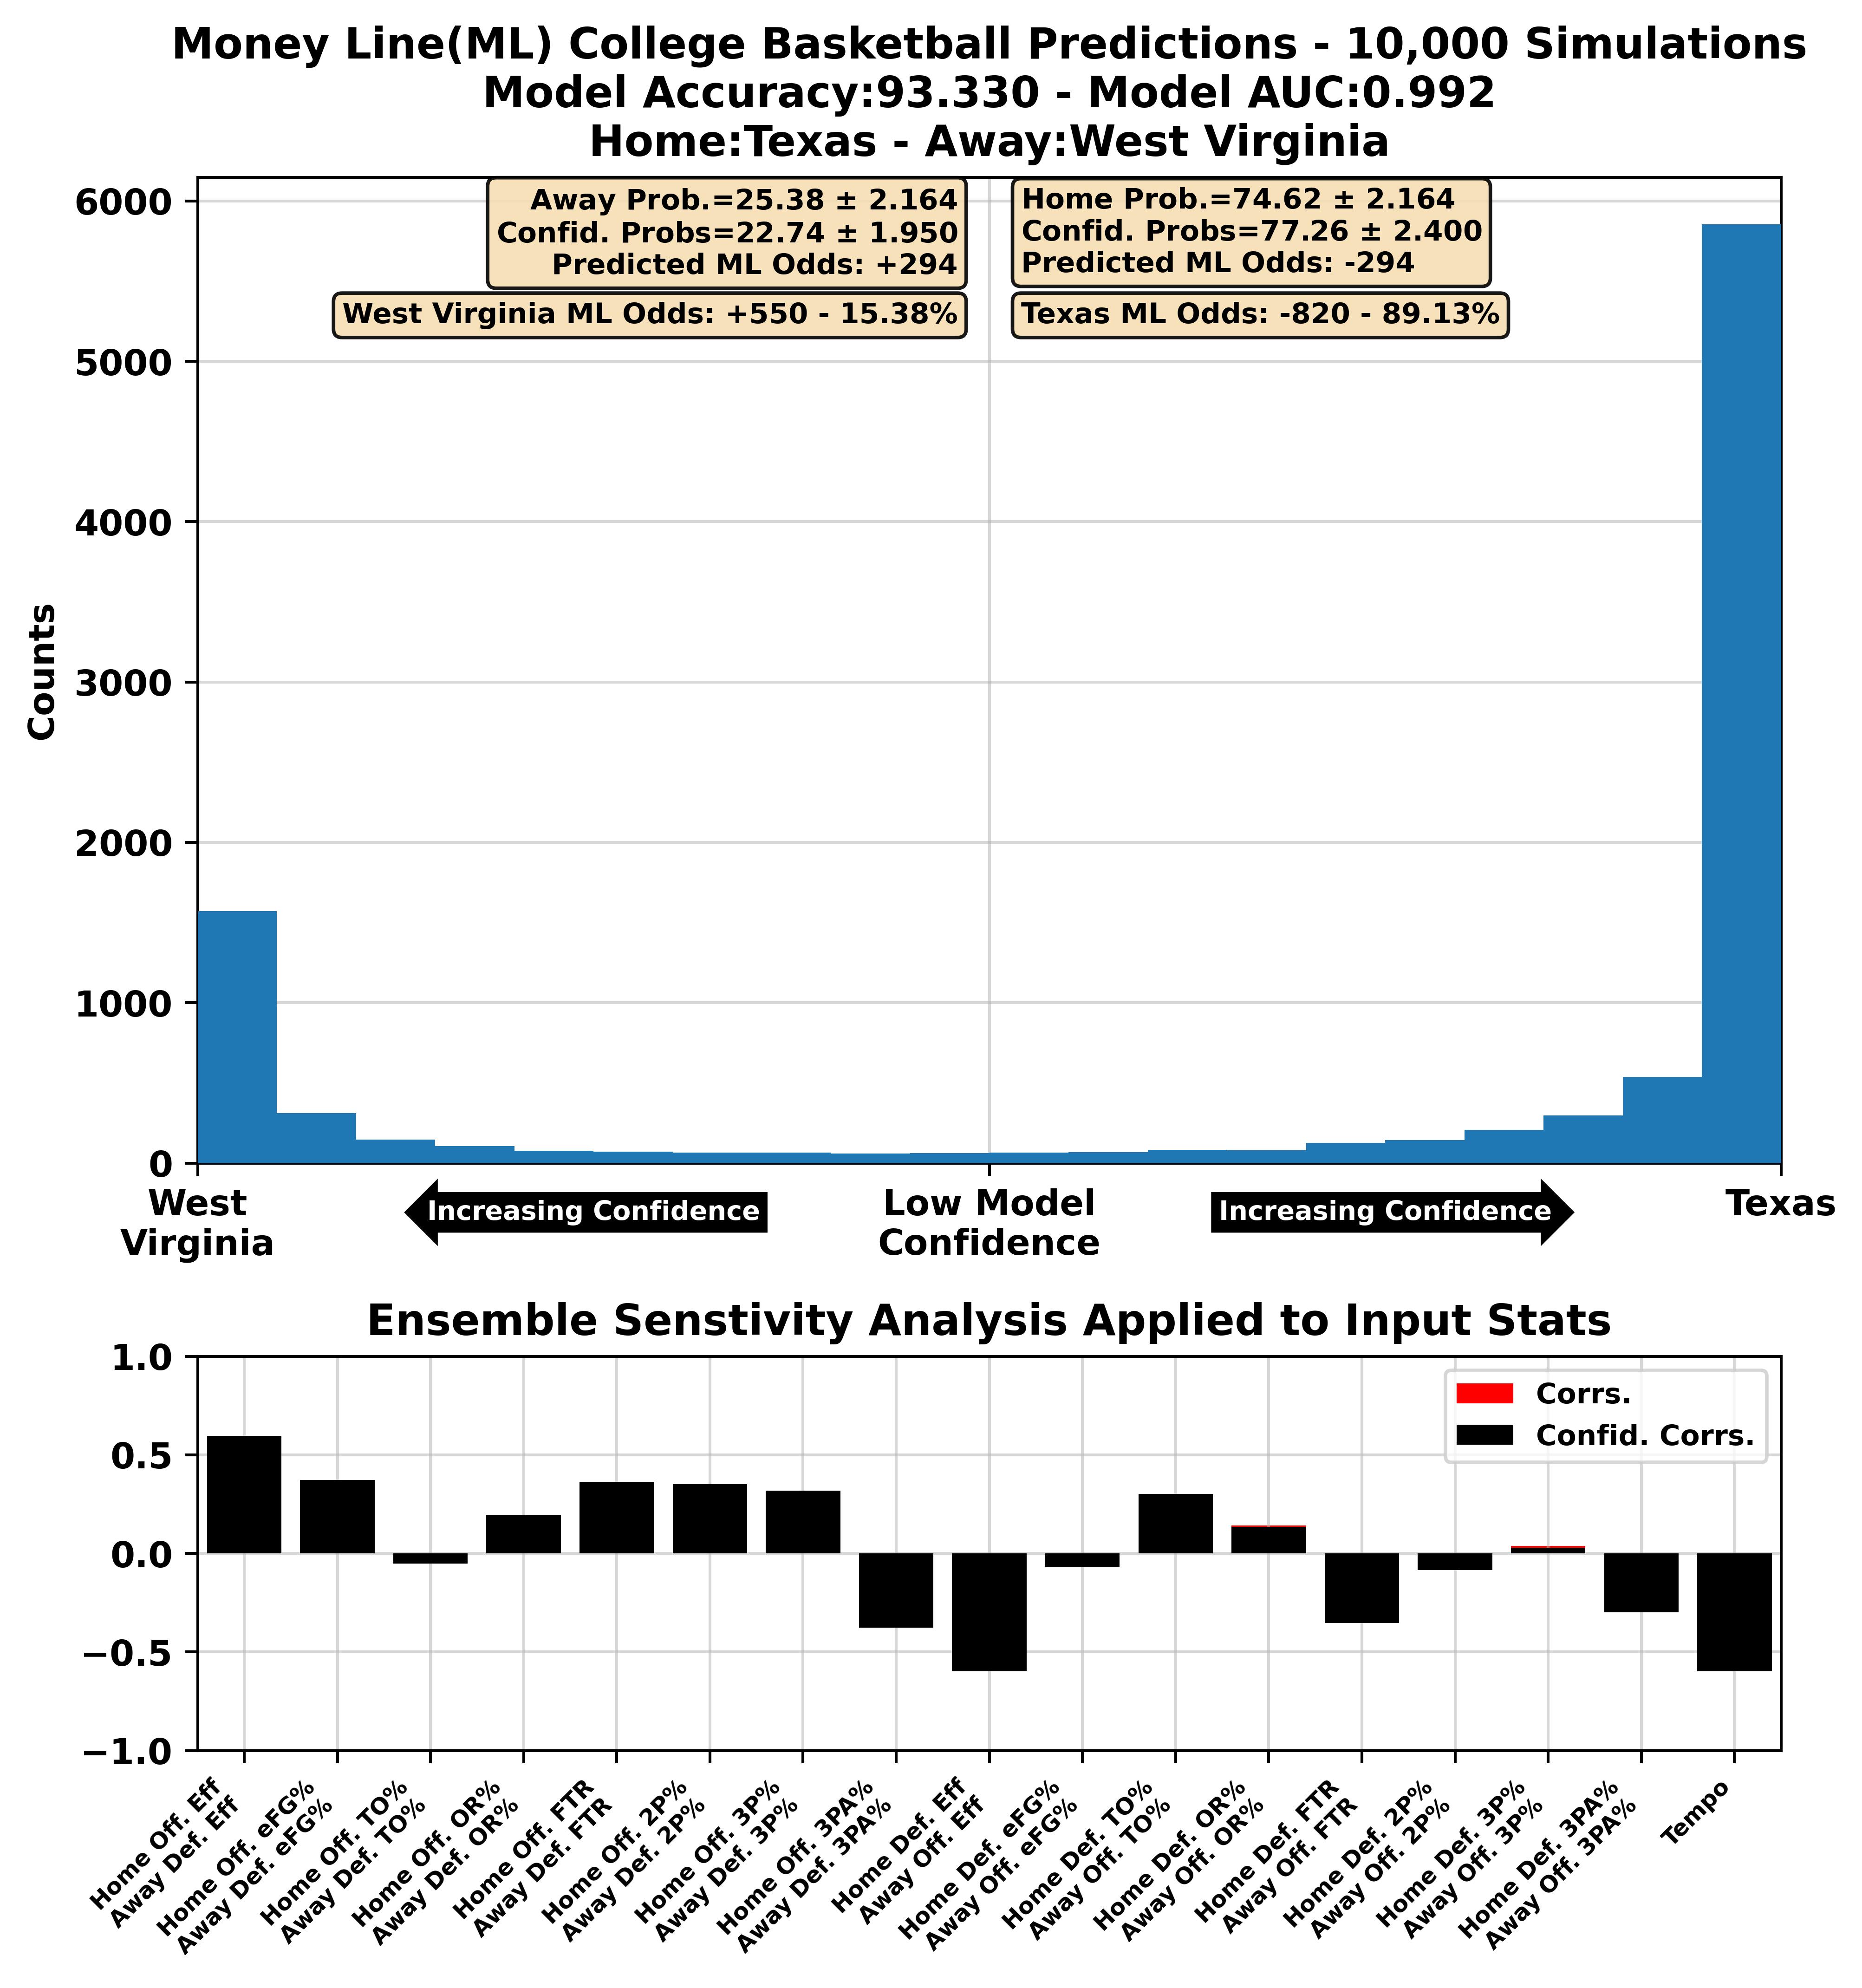 Money Line(ML) College Basketball Predictions - 10,000 Simulations
Model Accuracy:93.330 - Model AUC:0.992
Home:Texas - Away:West Virginia
Away Prob.=25.38 ± 2.164
Confid. Probs=22.74 ± 1.950
Predicted ML Odds: +294
West Virginia ML Odds: +550 - 15.38%
Home Prob.=74.62 ± 2.164
Confid. Probs=77.26 ± 2.400
Predicted ML Odds: -294
Texas ML Odds: -820 - 89.13%
Counts
6000
5000
4000
3000
2000
1000
0
West
Virginia
Increasing Confidence
Low Model
Confidence
Increasing Confidence
Texas
Ensemble Senstivity Analysis Applied to Input Stats
Corrs.
Confid. Corrs.
1.0
0.5
0.0
−0.5
−1.0
Home Off. Eff
Away Def. Eff
Home Off. eFG%
Away Def. eFG%
Home Off. TO%
Away Def. TO%
Home Off. OR%
Away Def. OR%
Home Off. FTR
Away Def. FTR
Home Off. 2P%
Away Def. 2P%
Home Off. 3P%
Away Def. 3P%
Home Off. 3PA%
Away Def. 3PA%
Home Def. Eff
Away Off. Eff
Home Def. eFG%
Away Off. eFG%
Home Def. TO%
Away Off. TO%
Home Def. OR%
Away Off. OR%
Home Def. FTR
Away Off. FTR
Home Def. 2P%
Away Off. 2P%
Home Def. 3P%
Away Off. 3P%
Home Def. 3PA%
Away Off. 3PA%
Tempo